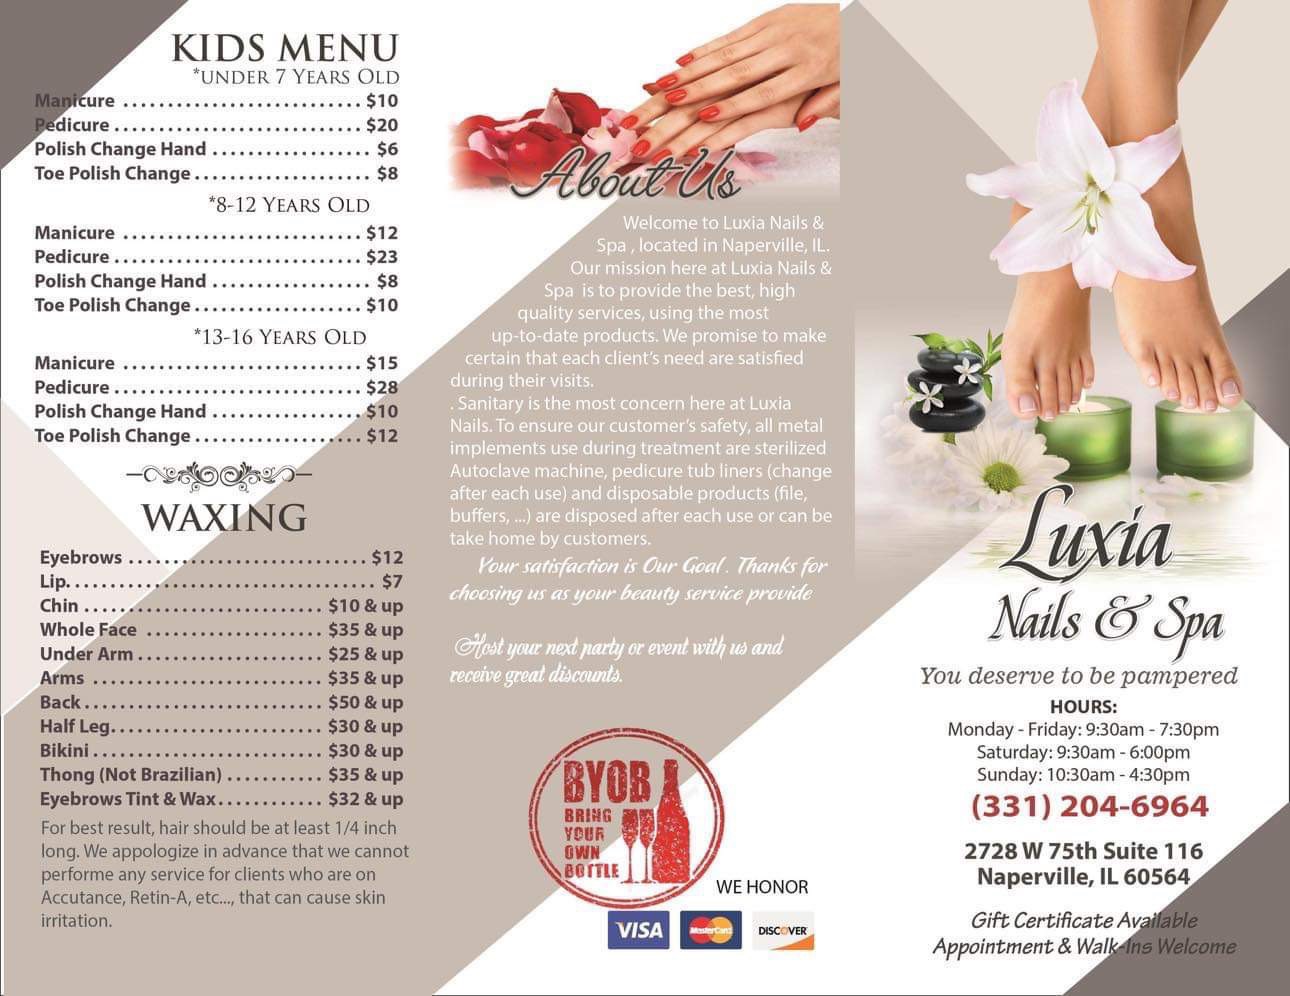 KIDS MENU
*UNDER 7 YEARS OLD
Manicure ........................... $10
Pedicure ............................ $20
Polish Change Hand ................. $6
Toe Polish Change ................... $8
*8-12 YEARS OLD
Manicure ........................... $12
Pedicure ............................ $23
Polish Change Hand ................. $8
Toe Polish Change ................... $10
*13-16 YEARS OLD
Manicure ........................... $15
Pedicure ............................ $28
Polish Change Hand ................. $10
Toe Polish Change ................... $12
WAXING
Eyebrows ........................... $12
Lip................................... $7
Chin ........................... $10 & up
Whole Face .................... $35 & up
Under Arm ..................... $25 & up
Arms .......................... $35 & up
Back ........................... $50 & up
Half Leg........................ $30 & up
Bikini .......................... $30 & up
Thong (Not Brazilian) ........... $35 & up
Eyebrows Tint & Wax............ $32 & up
For best result, hair should be at least 1/4 inch
long. We appologize in advance that we cannot
performe any service for clients who are on
Accutance, Retin-A, etc..., that can cause skin
irritation.
About Us
Welcome to Luxia Nails &
Spa , located in Naperville, IL.
Our mission here at Luxia Nails &
Spa is to provide the best, high
quality services, using the most
up-to-date products. We promise to make
certain that each client's need are satisfied
during their visits.
. Sanitary is the most concern here at Luxia
Nails. To ensure our customer's safety, all metal
implements use during treatment are sterilized
Autoclave machine, pedicure tub liners (change
after each use) and disposable products (file,
buffers, ...) are disposed after each use or can be
take home by customers.
Your satisfaction is Our Goal. Thanks for
choosing us as your beauty service provide
Host your next party or event with us and
receive great discounts.
BYOB
BRING
YOUR
OWN
BOTTLE
WE HONOR
VISA
MasterCard
DISCOVER
Luxia
Nails & Spa
You deserve to be pampered
HOURS:
Monday - Friday: 9:30am - 7:30pm
Saturday: 9:30am - 6:00pm
Sunday: 10:30am - 4:30pm
(331) 204-6964
2728 W 75th Suite 116
Naperville, IL 60564
Gift Certificate Available
Appointment & Walk-Ins Welcome